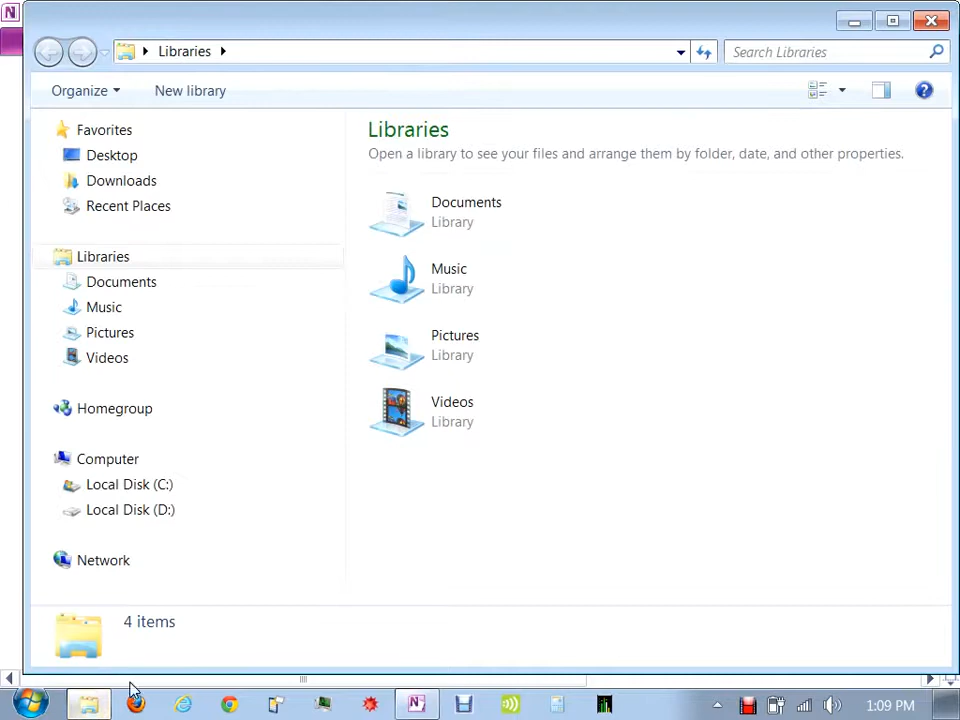 N
Libraries
Search Libraries
Organize
New library
?
Favorites
Desktop
Downloads
Recent Places
Libraries
Documents
Music
Pictures
Videos
Homegroup
Computer
Local Disk (C:)
Local Disk (D:)
Network
Libraries
Open a library to see your files and arrange them by folder, date, and other properties.
Documents
Library
Music
Library
Pictures
Library
Videos
Library
4 items
N
1:09 PM